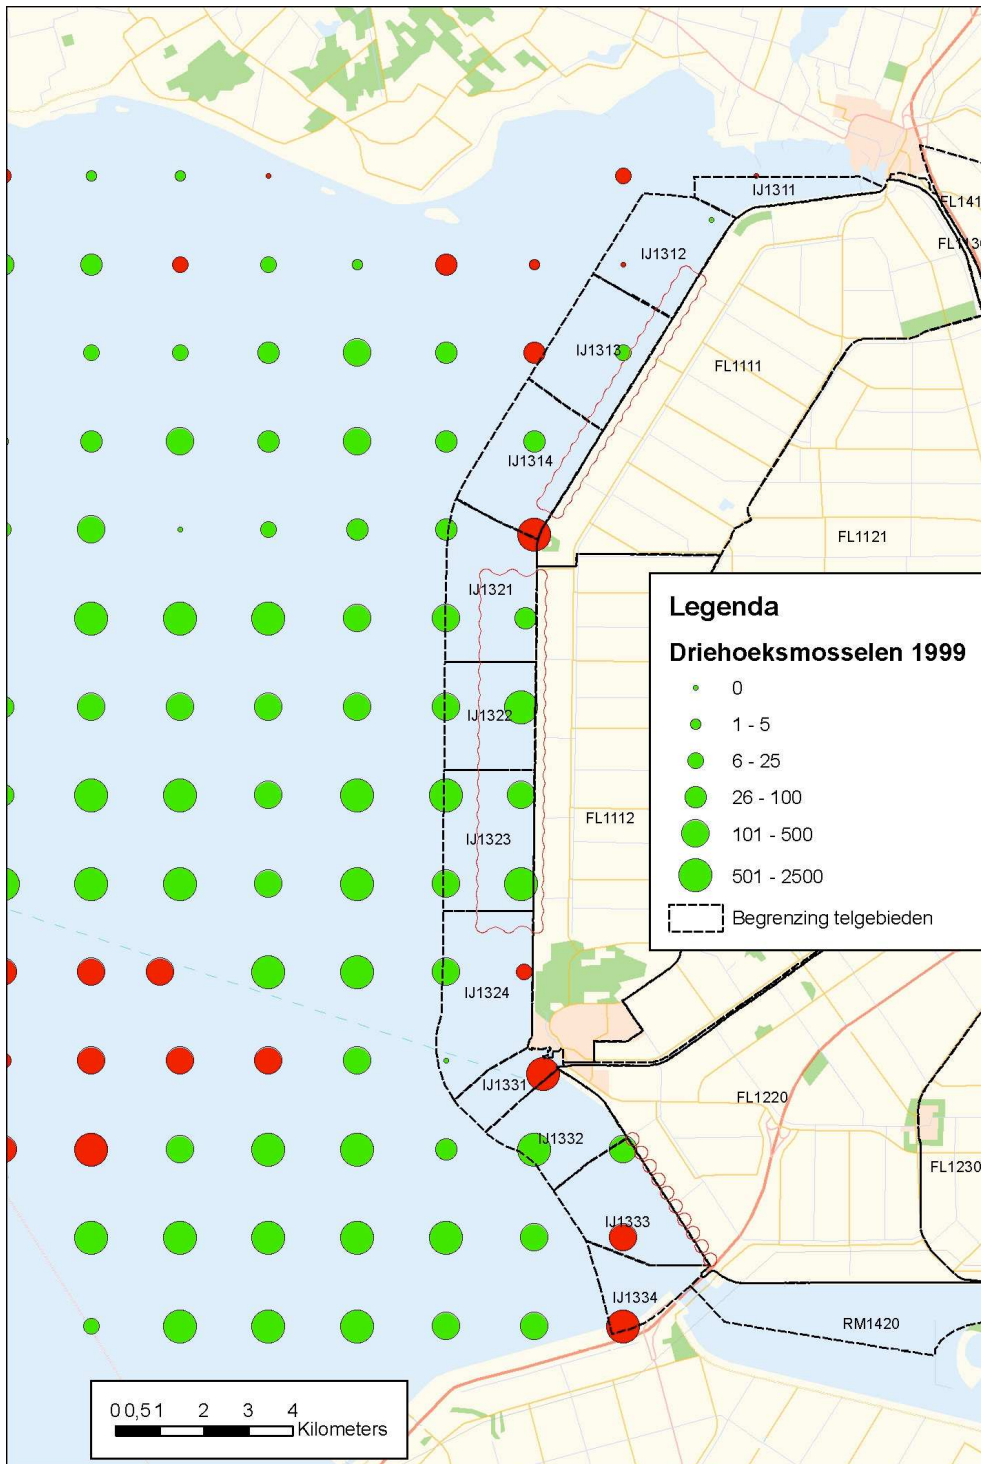 IJ1311
FL141
FL1130
IJ1312
IJ1313
FL1111
IJ1314
FL1121
IJ1321
Legenda
Driehoeksmosselen 1999
0
1 - 5
6 - 25
26 - 100
101 - 500
501 - 2500
Begrenzing telgebieden
IJ1322
FL1112
IJ1323
IJ1324
IJ1331
FL1220
IJ1332
FL1230
IJ1333
IJ1334
RM1420
0 0,5 1 2 3 4
Kilometers